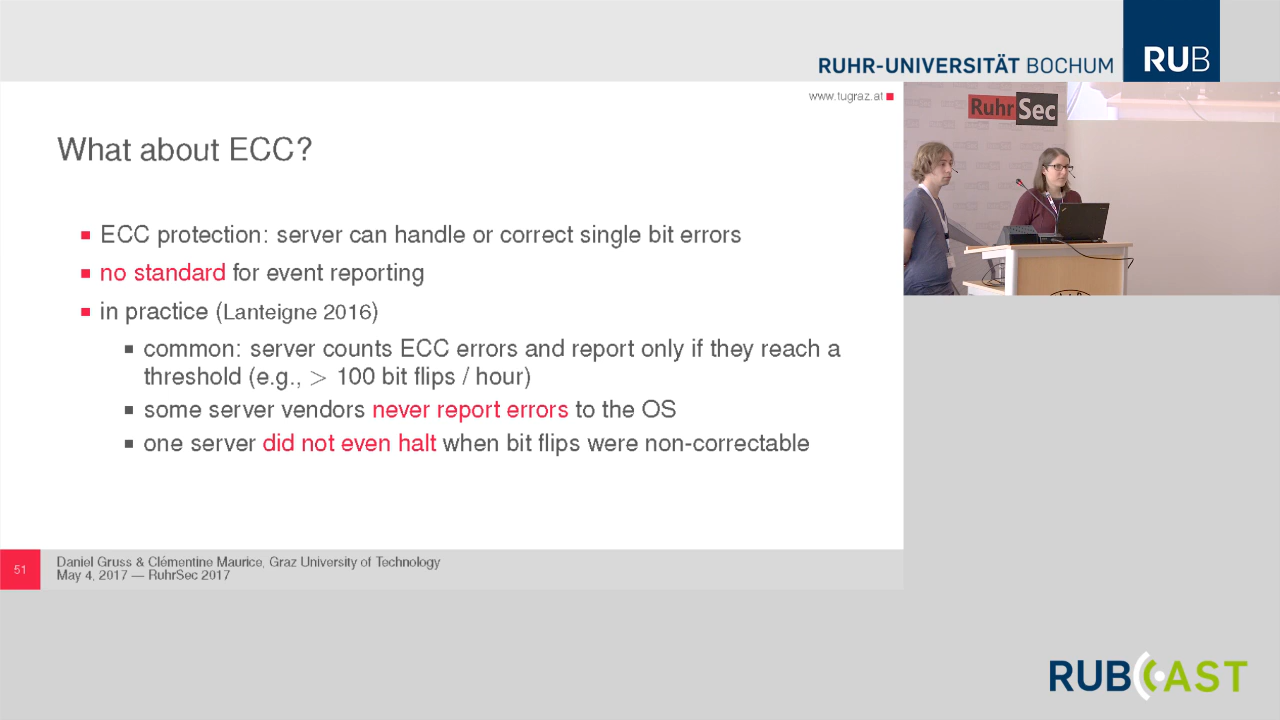 RUHR-UNIVERSITÄT BOCHUM
RUB
www.tugraz.at
RuhrSec
What about ECC?
ECC protection: server can handle or correct single bit errors
no standard for event reporting
in practice (Lanteigne 2016)
common: server counts ECC errors and report only if they reach a
threshold (e.g., > 100 bit flips / hour)
some server vendors never report errors to the OS
one server did not even halt when bit flips were non-correctable
51
Daniel Gruss & Clémentine Maurice, Graz University of Technology
May 4, 2017 — RuhrSec 2017
RUBCAST